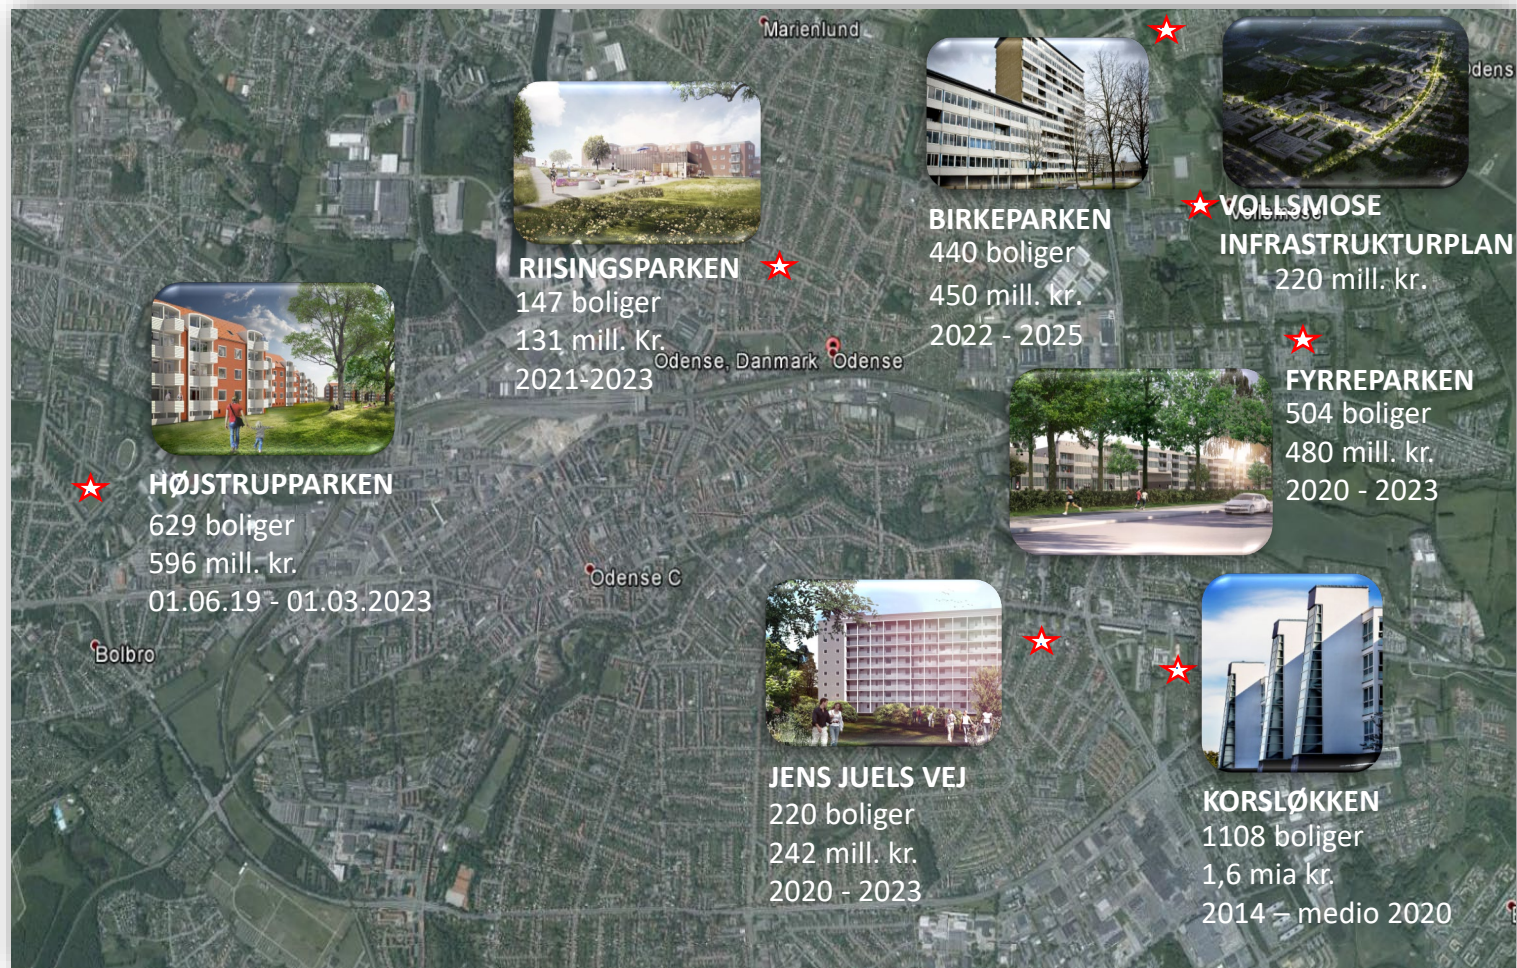 Marienlund
Odens
RIISINGSPARKEN
147 boliger
131 mill. Kr.
2021-2023
BIRKEPARKEN
440 boliger
450 mill. kr.
2022 - 2025
VOLLSMOSE
Vollsmose
INFRASTRUKTURPLAN
220 mill. kr.
Odense, Danmark
Odense
FYRREPARKEN
504 boliger
480 mill. kr.
2020 - 2023
HØJSTRUPPARKEN
629 boliger
596 mill. kr.
01.06.19 - 01.03.2023
Odense C
Bolbro
JENS JUELS VEJ
220 boliger
242 mill. kr.
2020 - 2023
KORSLØKKEN
1108 boliger
1,6 mia kr.
2014 – medio 2020